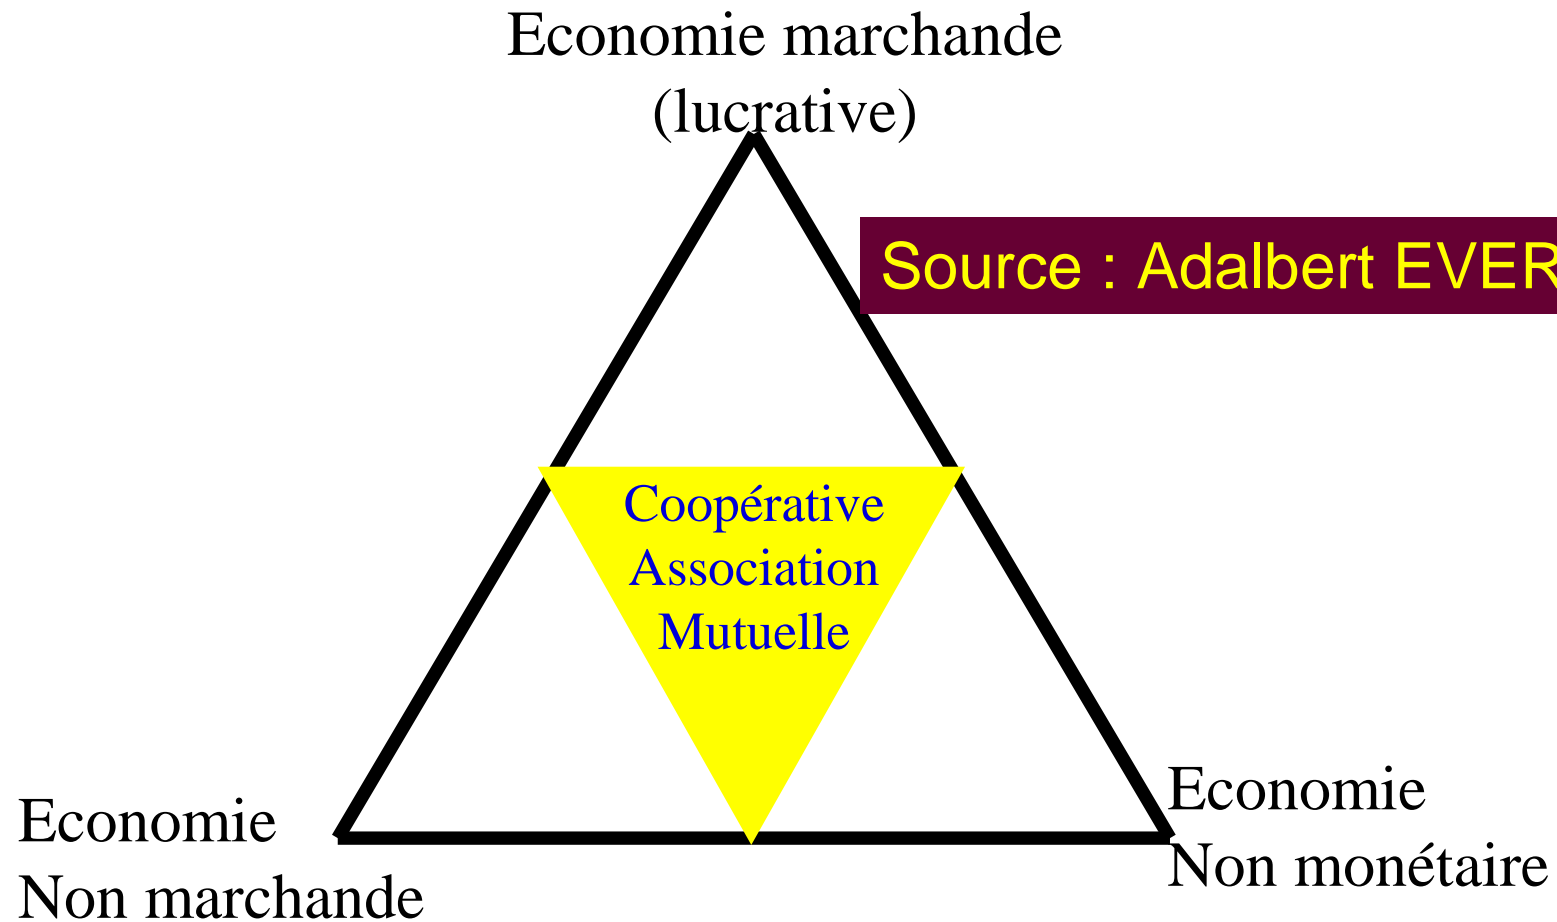 Economie marchande
(lucrative)
Source : Adalbert EVER
Coopérative
Association
Mutuelle
Economie
Non marchande
Economie
Non monétaire